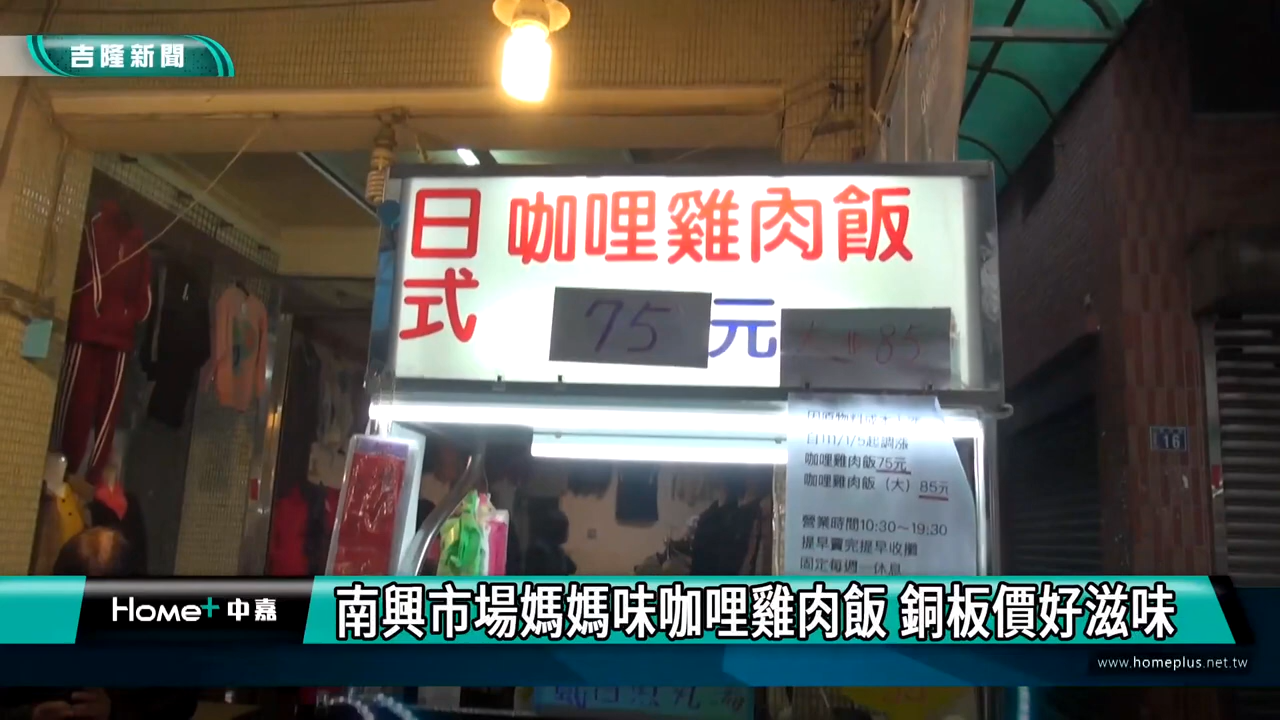 吉隆新聞
日式
咖哩雞肉飯
75元
大 85
自111/1/5起調漲
咖哩雞肉飯75元
咖哩雞肉飯（大）85元
營業時間10:30～19:30
提早賣完提早收攤
固定每週一休息
16
Home+中嘉
南興市場媽媽味咖哩雞肉飯 銅板價好滋味
www.homeplus.net.tw